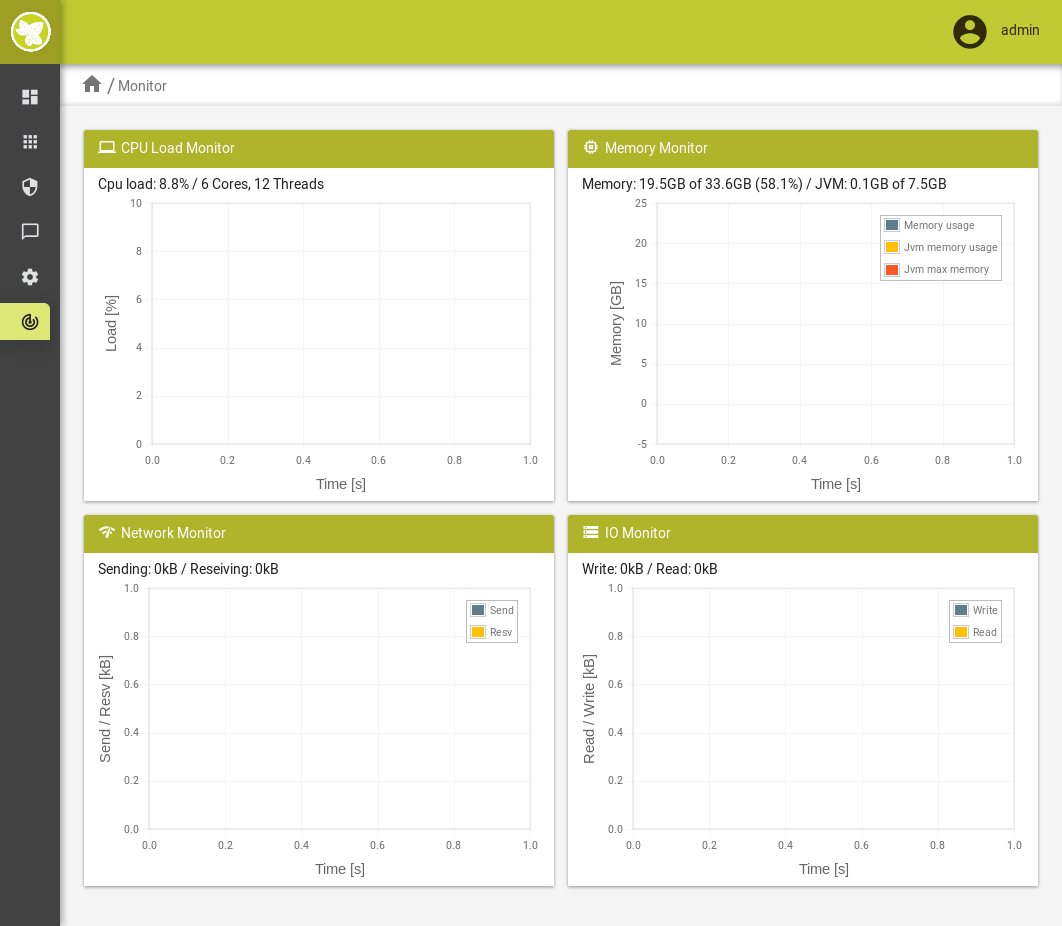 admin
/ Monitor
CPU Load Monitor
Cpu load: 8.8% / 6 Cores, 12 Threads
10
8
6
4
2
0
Load [%]
0.0 0.2 0.4 0.6 0.8 1.0
Time [s]
Memory Monitor
Memory: 19.5GB of 33.6GB (58.1%) / JVM: 0.1GB of 7.5GB
25
20
15
10
5
0
-5
Memory [GB]
Memory usage
Jvm memory usage
Jvm max memory
0.0 0.2 0.4 0.6 0.8 1.0
Time [s]
Network Monitor
Sending: 0kB / Reseiving: 0kB
1.0
0.8
0.6
0.4
0.2
0.0
Send / Resv [kB]
Send
Resv
0.0 0.2 0.4 0.6 0.8 1.0
Time [s]
IO Monitor
Write: 0kB / Read: 0kB
1.0
0.8
0.6
0.4
0.2
0.0
Read / Write [kB]
Write
Read
0.0 0.2 0.4 0.6 0.8 1.0
Time [s]